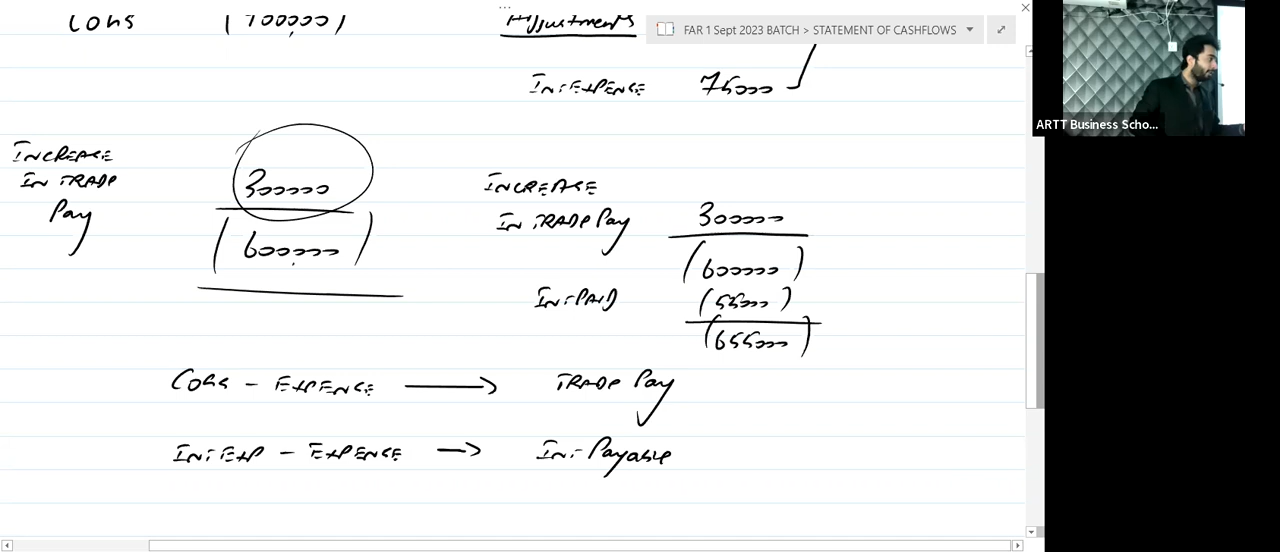 COGS (900000)
Adjustments
FAR 1 Sept 2023 BATCH > STATEMENT OF CASHFLOWS
INT EXPENSE 75000
ARTT Business Scho...
INCREASE
IN TRADE
Pay
300000
(600000)
INCREASE
IN TRADE Pay 300000
(600000)
INT-PAID (55000)
(655000)
COGS - EXPENSE → TRADE Pay
INT EXP - EXPENSE → INT-Payable